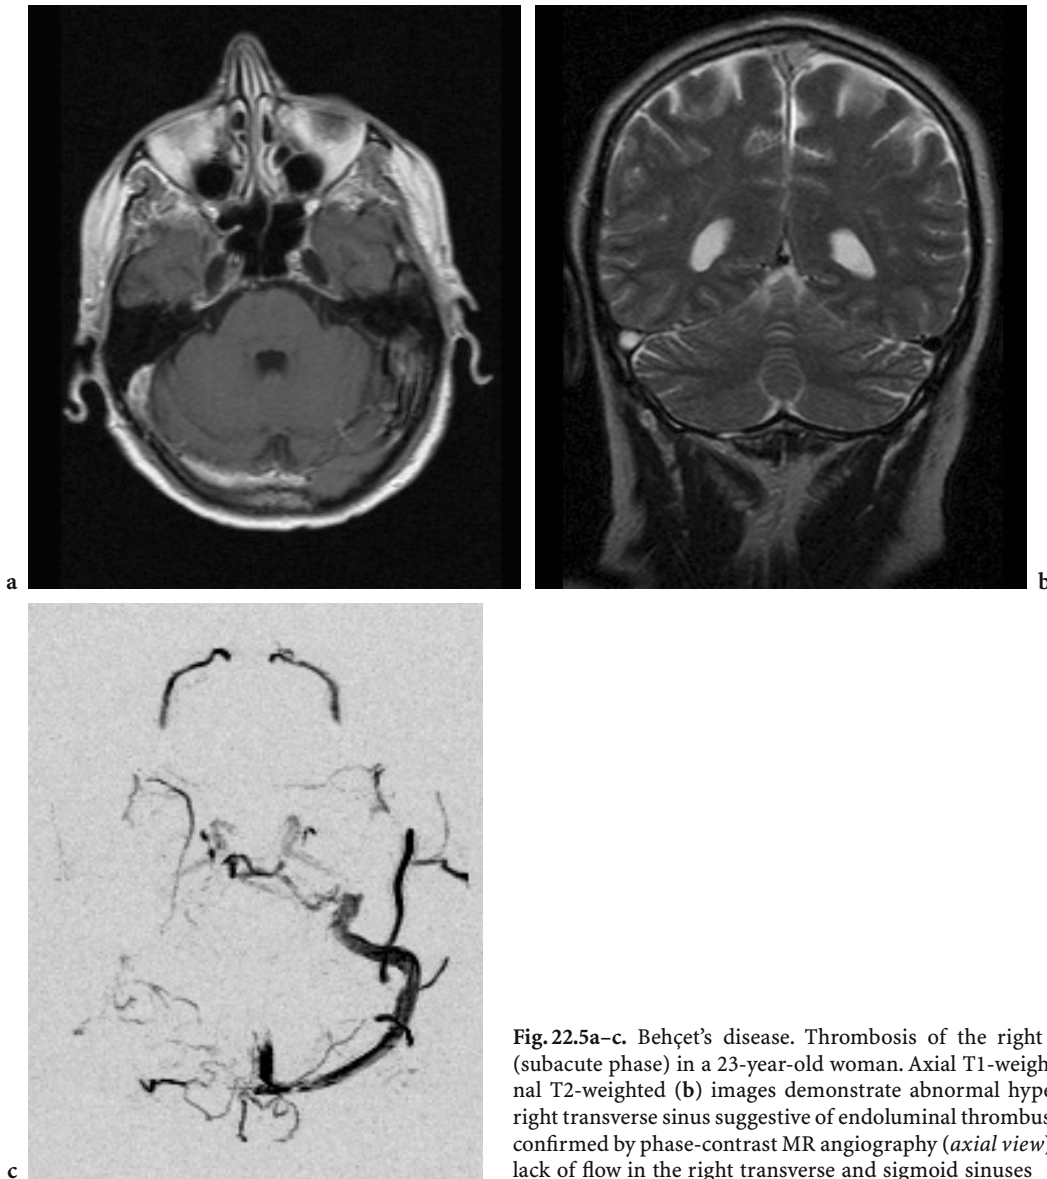 a
b
c
Fig. 22.5a–c. Behçet's disease. Thrombosis of the right
(subacute phase) in a 23-year-old woman. Axial T1-weigh
nal T2-weighted (b) images demonstrate abnormal hype
right transverse sinus suggestive of endoluminal thrombus
confirmed by phase-contrast MR angiography (axial view)
lack of flow in the right transverse and sigmoid sinuses